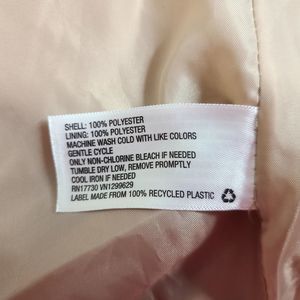 SHELL: 100% POLYESTER
LINING: 100% POLYESTER
MACHINE WASH COLD WITH LIKE COLORS
GENTLE CYCLE
ONLY NON-CHLORINE BLEACH IF NEEDED
TUMBLE DRY LOW, REMOVE PROMPTLY
COOL IRON IF NEEDED
RN17730 VN1299629
LABEL MADE FROM 100% RECYCLED PLASTIC